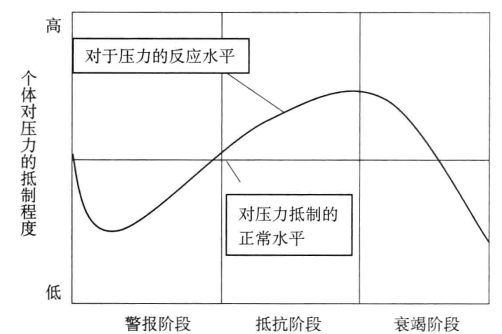 高
对于压力的反应水平
个体对压力的抵制程度
对压力抵制的
正常水平
低
警报阶段
抵抗阶段
衰竭阶段